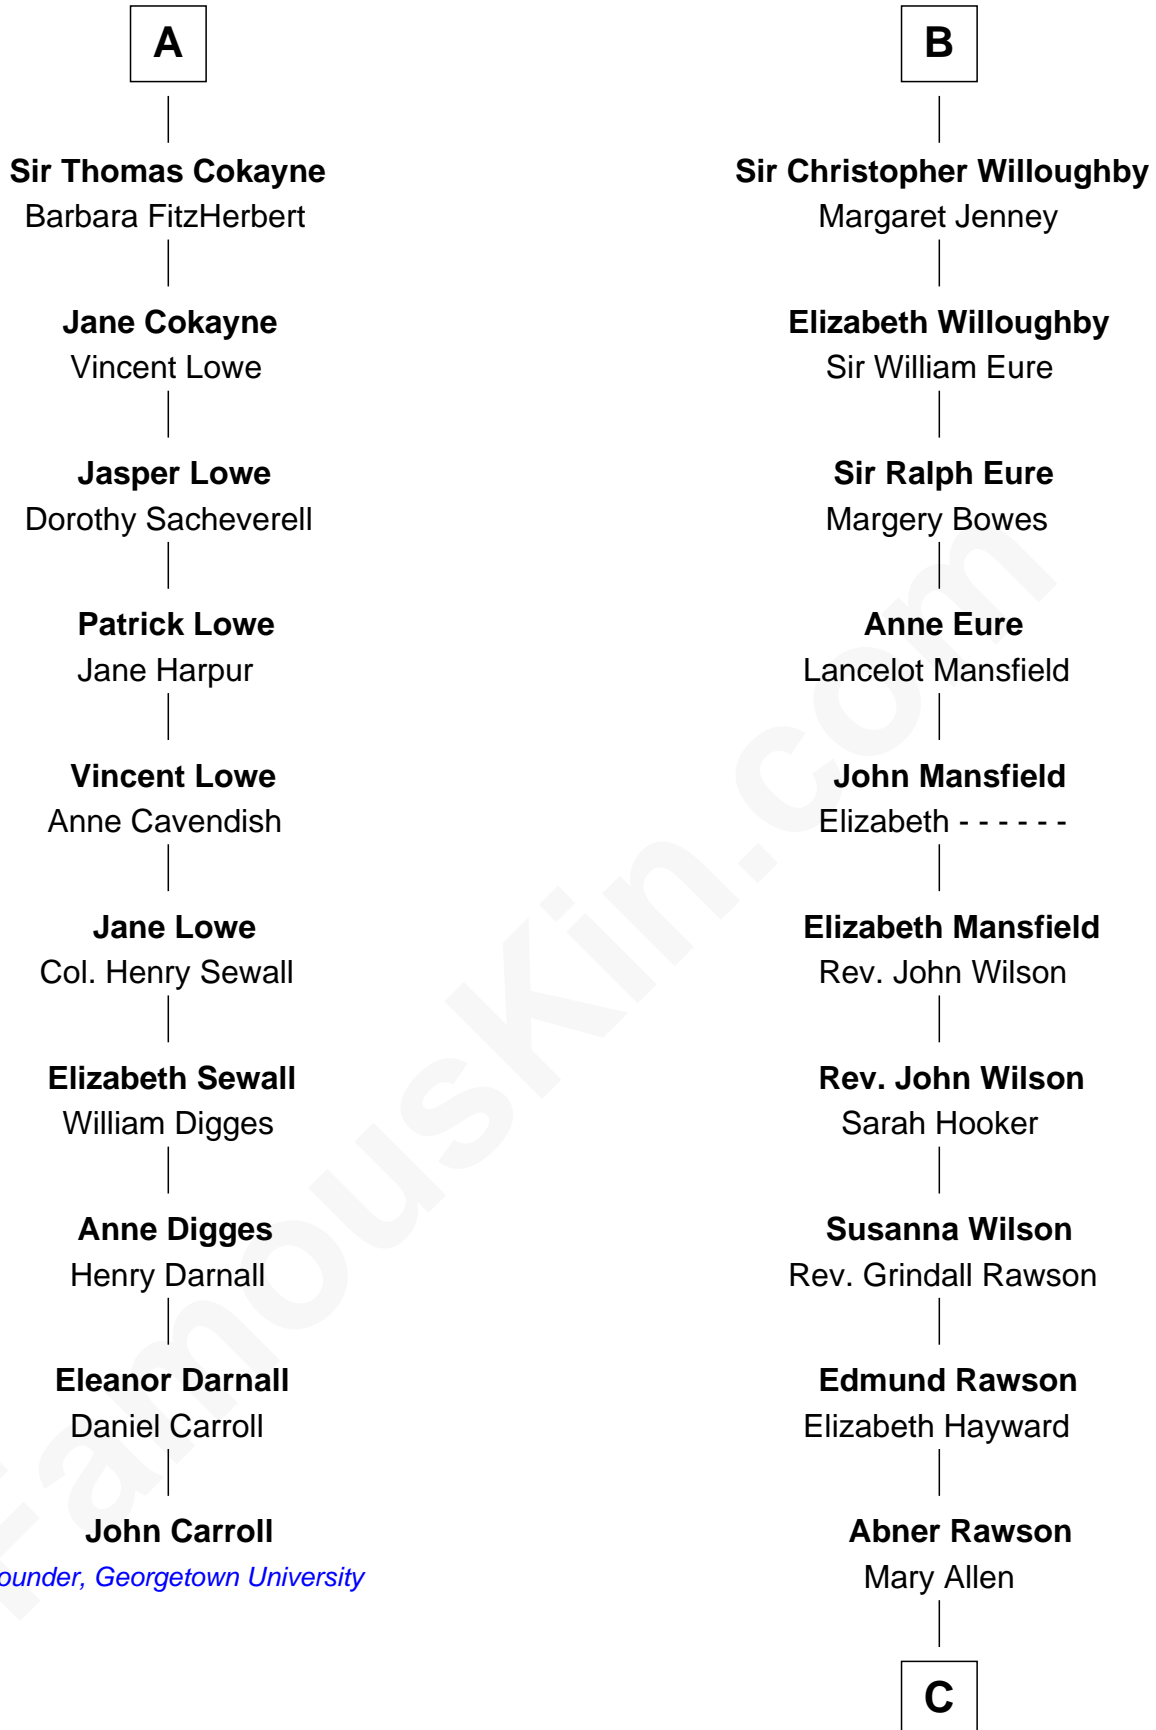 A
Sir Thomas Cokayne
Barbara FitzHerbert
Jane Cokayne
Vincent Lowe
Jasper Lowe
Dorothy Sacheverell
Patrick Lowe
Jane Harpur
Vincent Lowe
Anne Cavendish
Jane Lowe
Col. Henry Sewall
Elizabeth Sewall
William Digges
Anne Digges
Henry Darnall
Eleanor Darnall
Daniel Carroll
John Carroll
ounder, Georgetown University
B
Sir Christopher Willoughby
Margaret Jenney
Elizabeth Willoughby
Sir William Eure
Sir Ralph Eure
Margery Bowes
Anne Eure
Lancelot Mansfield
John Mansfield
Elizabeth - - - - - -
Elizabeth Mansfield
Rev. John Wilson
Rev. John Wilson
Sarah Hooker
Susanna Wilson
Rev. Grindall Rawson
Edmund Rawson
Elizabeth Hayward
Abner Rawson
Mary Allen
C
FamousKin.com